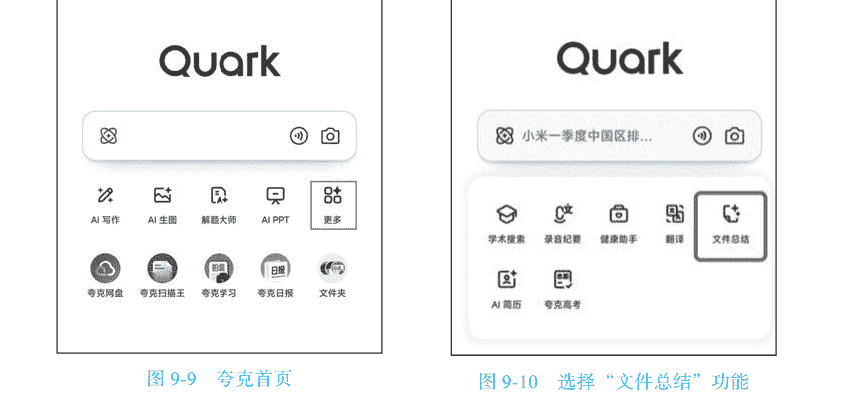 Quark
AI 写作 AI 生图 解题大师 AI PPT 更多
夸克网盘 夸克扫描王 夸克学习 夸克日报 文件夹
图 9-9 夸克首页
Quark
小米一季度中国区排...
学术搜索 录音纪要 健康助手 翻译 文件总结
AI 简历 夸克高考
图 9-10 选择“文件总结”功能